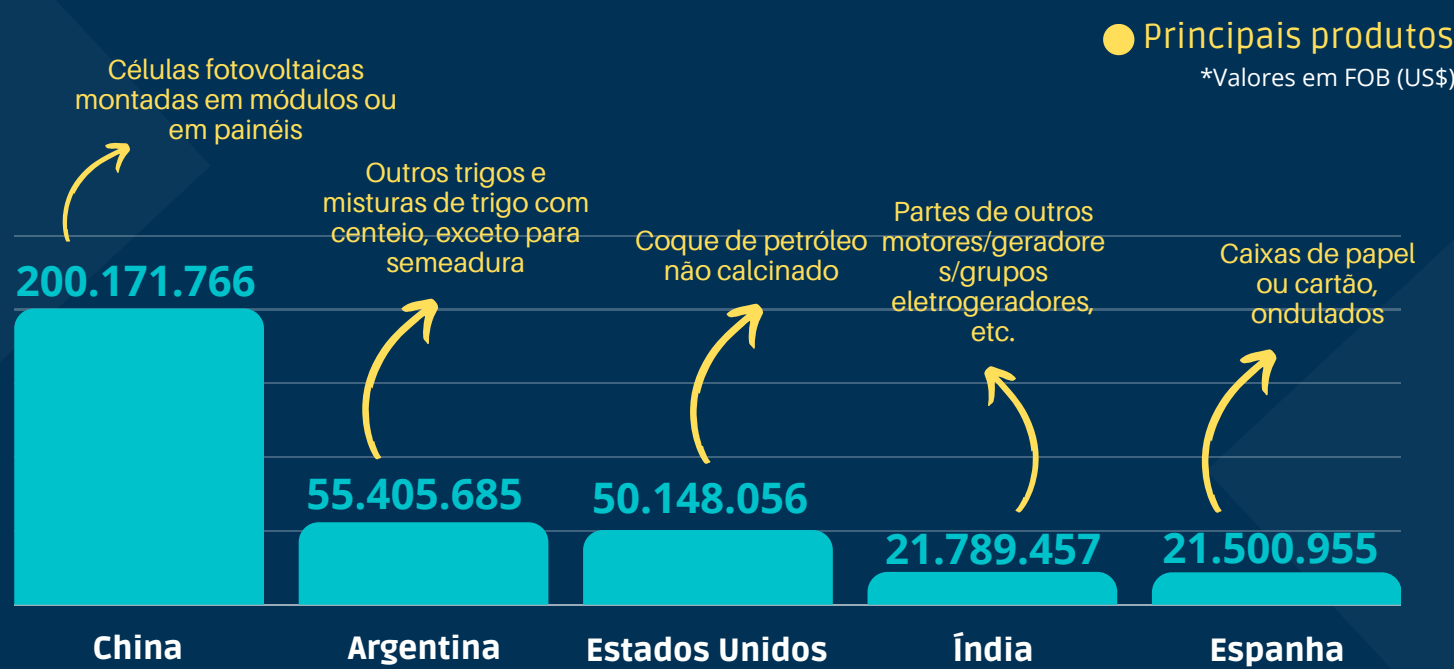 Principais produtos
*Valores em FOB (US$)
Células fotovoltaicas
montadas em módulos ou
em painéis
200.171.766
Outros trigos e
misturas de trigo com
centeio, exceto para
semeadura
55.405.685
Coque de petróleo
não calcinado
50.148.056
Partes de outros
motores/geradore
s/grupos
eletrogeradores,
etc.
21.789.457
Caixas de papel
ou cartão,
ondulados
21.500.955
China
Argentina
Estados Unidos
Índia
Espanha